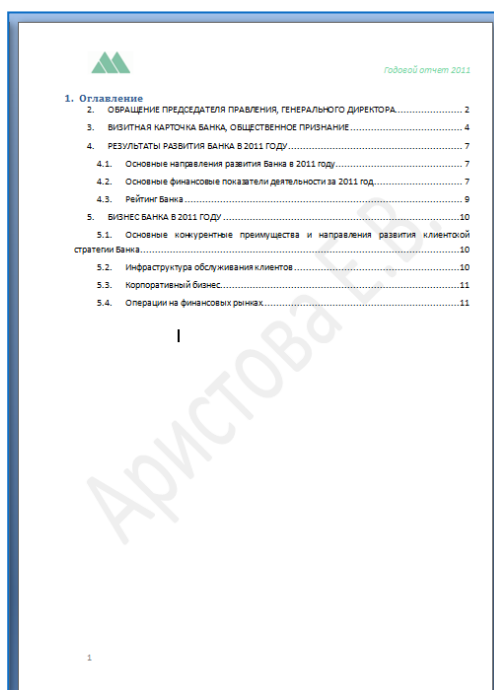 Годовой отчет 2011
1. Оглавление
2. ОБРАЩЕНИЕ ПРЕДСЕДАТЕЛЯ ПРАВЛЕНИЯ, ГЕНЕРАЛЬНОГО ДИРЕКТОРА..................... 2
3. ВИЗИТНАЯ КАРТОЧКА БАНКА, ОБЩЕСТВЕННОЕ ПРИЗНАНИЕ.................................. 4
4. РЕЗУЛЬТАТЫ РАЗВИТИЯ БАНКА В 2011 ГОДУ...................................................... 7
4.1. Основные направления развития Банка в 2011 году....................................... 7
4.2. Основные финансовые показатели деятельности за 2011 год........................... 7
4.3. Рейтинг Банка................................................................................ 9
5. БИЗНЕС БАНКА В 2011 ГОДУ.................................................................... 10
5.1. Основные конкурентные преимущества и направления развития клиентской
стратегии Банка.................................................................................... 10
5.2. Инфраструктура обслуживания клиентов.................................................. 10
5.3. Корпоративный бизнес...................................................................... 11
5.4. Операции на финансовых рынках............................................................ 11
Аристова Е.В.
1